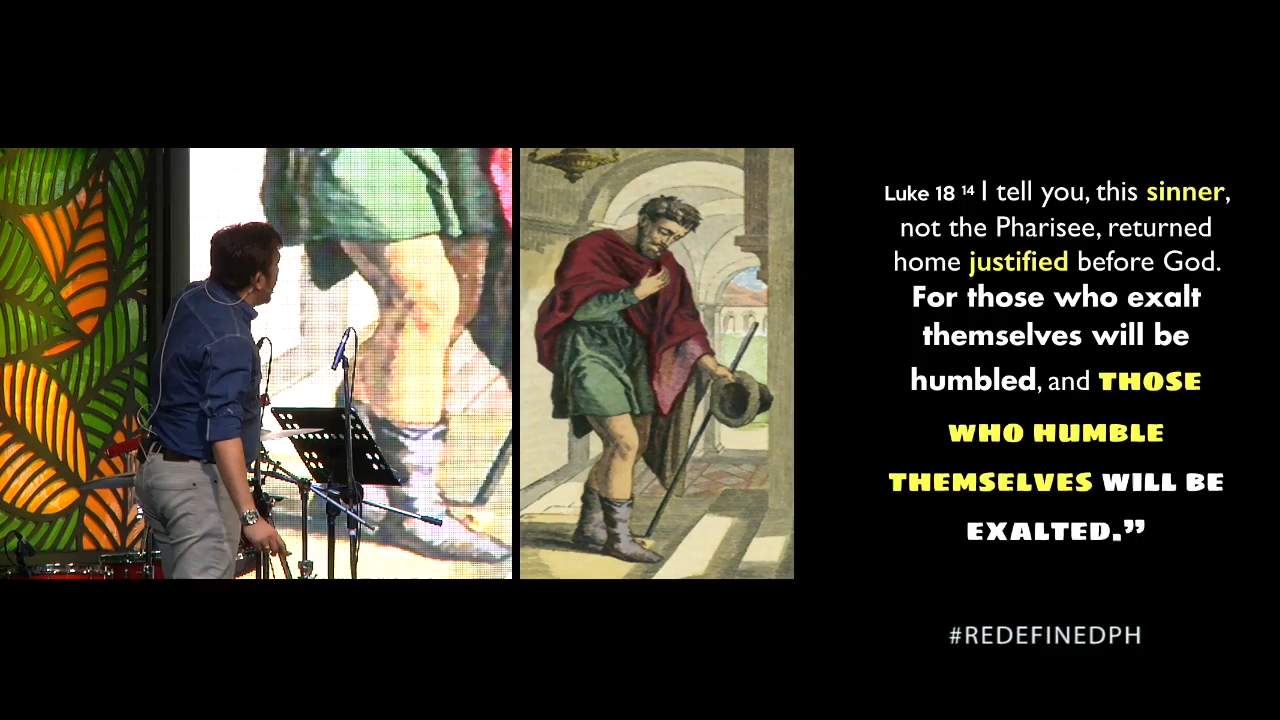 Luke 18 ¹⁴ I tell you, this sinner,
not the Pharisee, returned
home justified before God.
For those who exalt
themselves will be
humbled, and THOSE
WHO HUMBLE
THEMSELVES WILL BE
EXALTED.”
#REDEFINEDPH